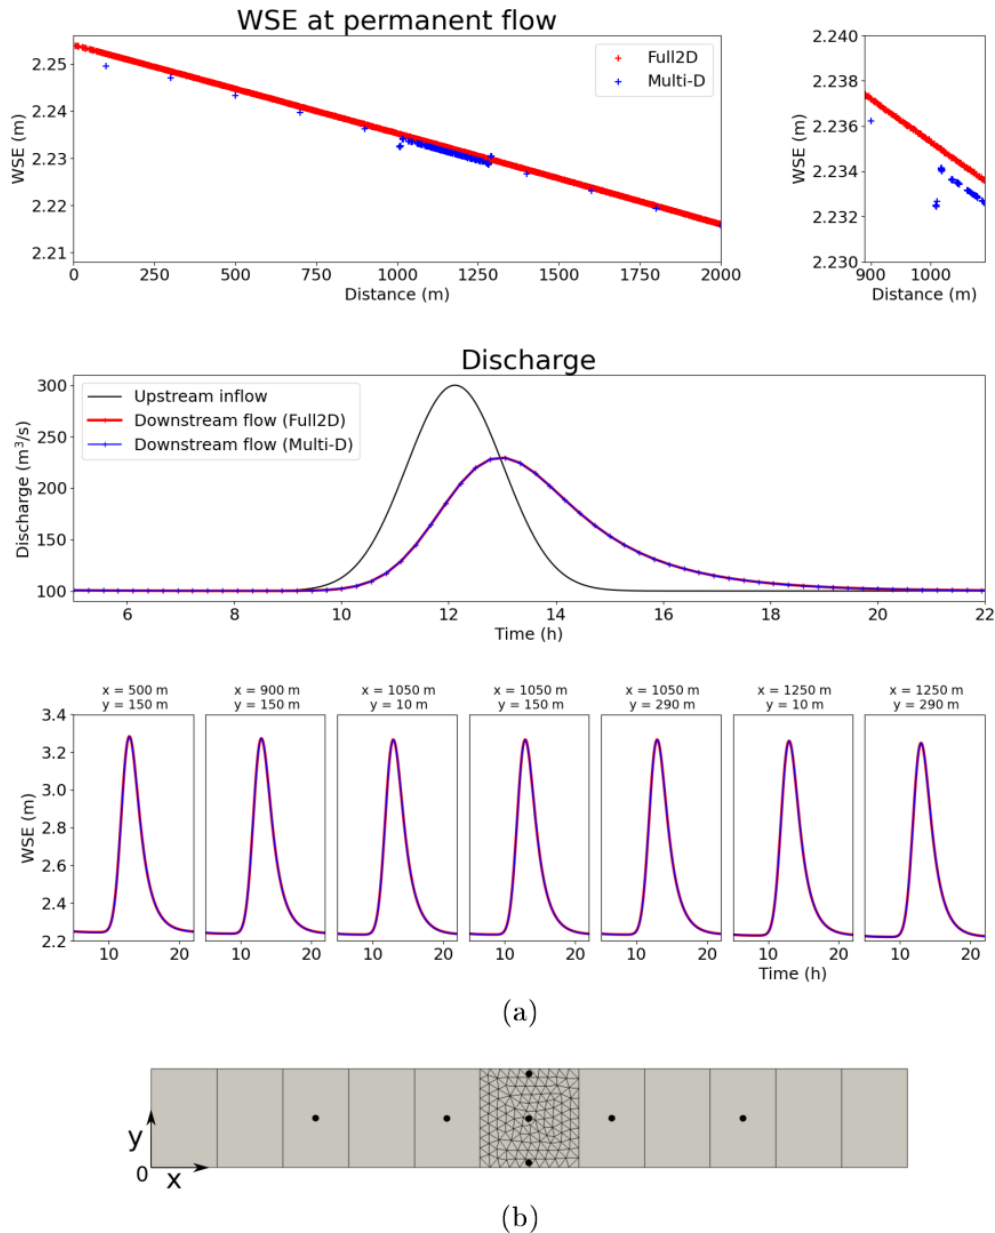 WSE at permanent flow
WSE (m)
2.25
2.24
2.23
2.22
2.21
Full2D
Multi-D
0 250 500 750 1000 1250 1500 1750 2000
Distance (m)
WSE (m)
2.240
2.238
2.236
2.234
2.232
2.230
900 1000
Distance (m)
Discharge
Discharge (m³/s)
300
250
200
150
100
Upstream inflow
Downstream flow (Full2D)
Downstream flow (Multi-D)
6 8 10 12 14 16 18 20 22
Time (h)
x = 500 m
y = 150 m
x = 900 m
y = 150 m
x = 1050 m
y = 10 m
x = 1050 m
y = 150 m
x = 1050 m
y = 290 m
x = 1250 m
y = 10 m
x = 1250 m
y = 290 m
WSE (m)
3.4
3.2
3.0
2.8
2.6
2.4
2.2
10 20 10 20 10 20 10 20 10 20 10 20 10 20
Time (h)
(a)
y
0
x
(b)